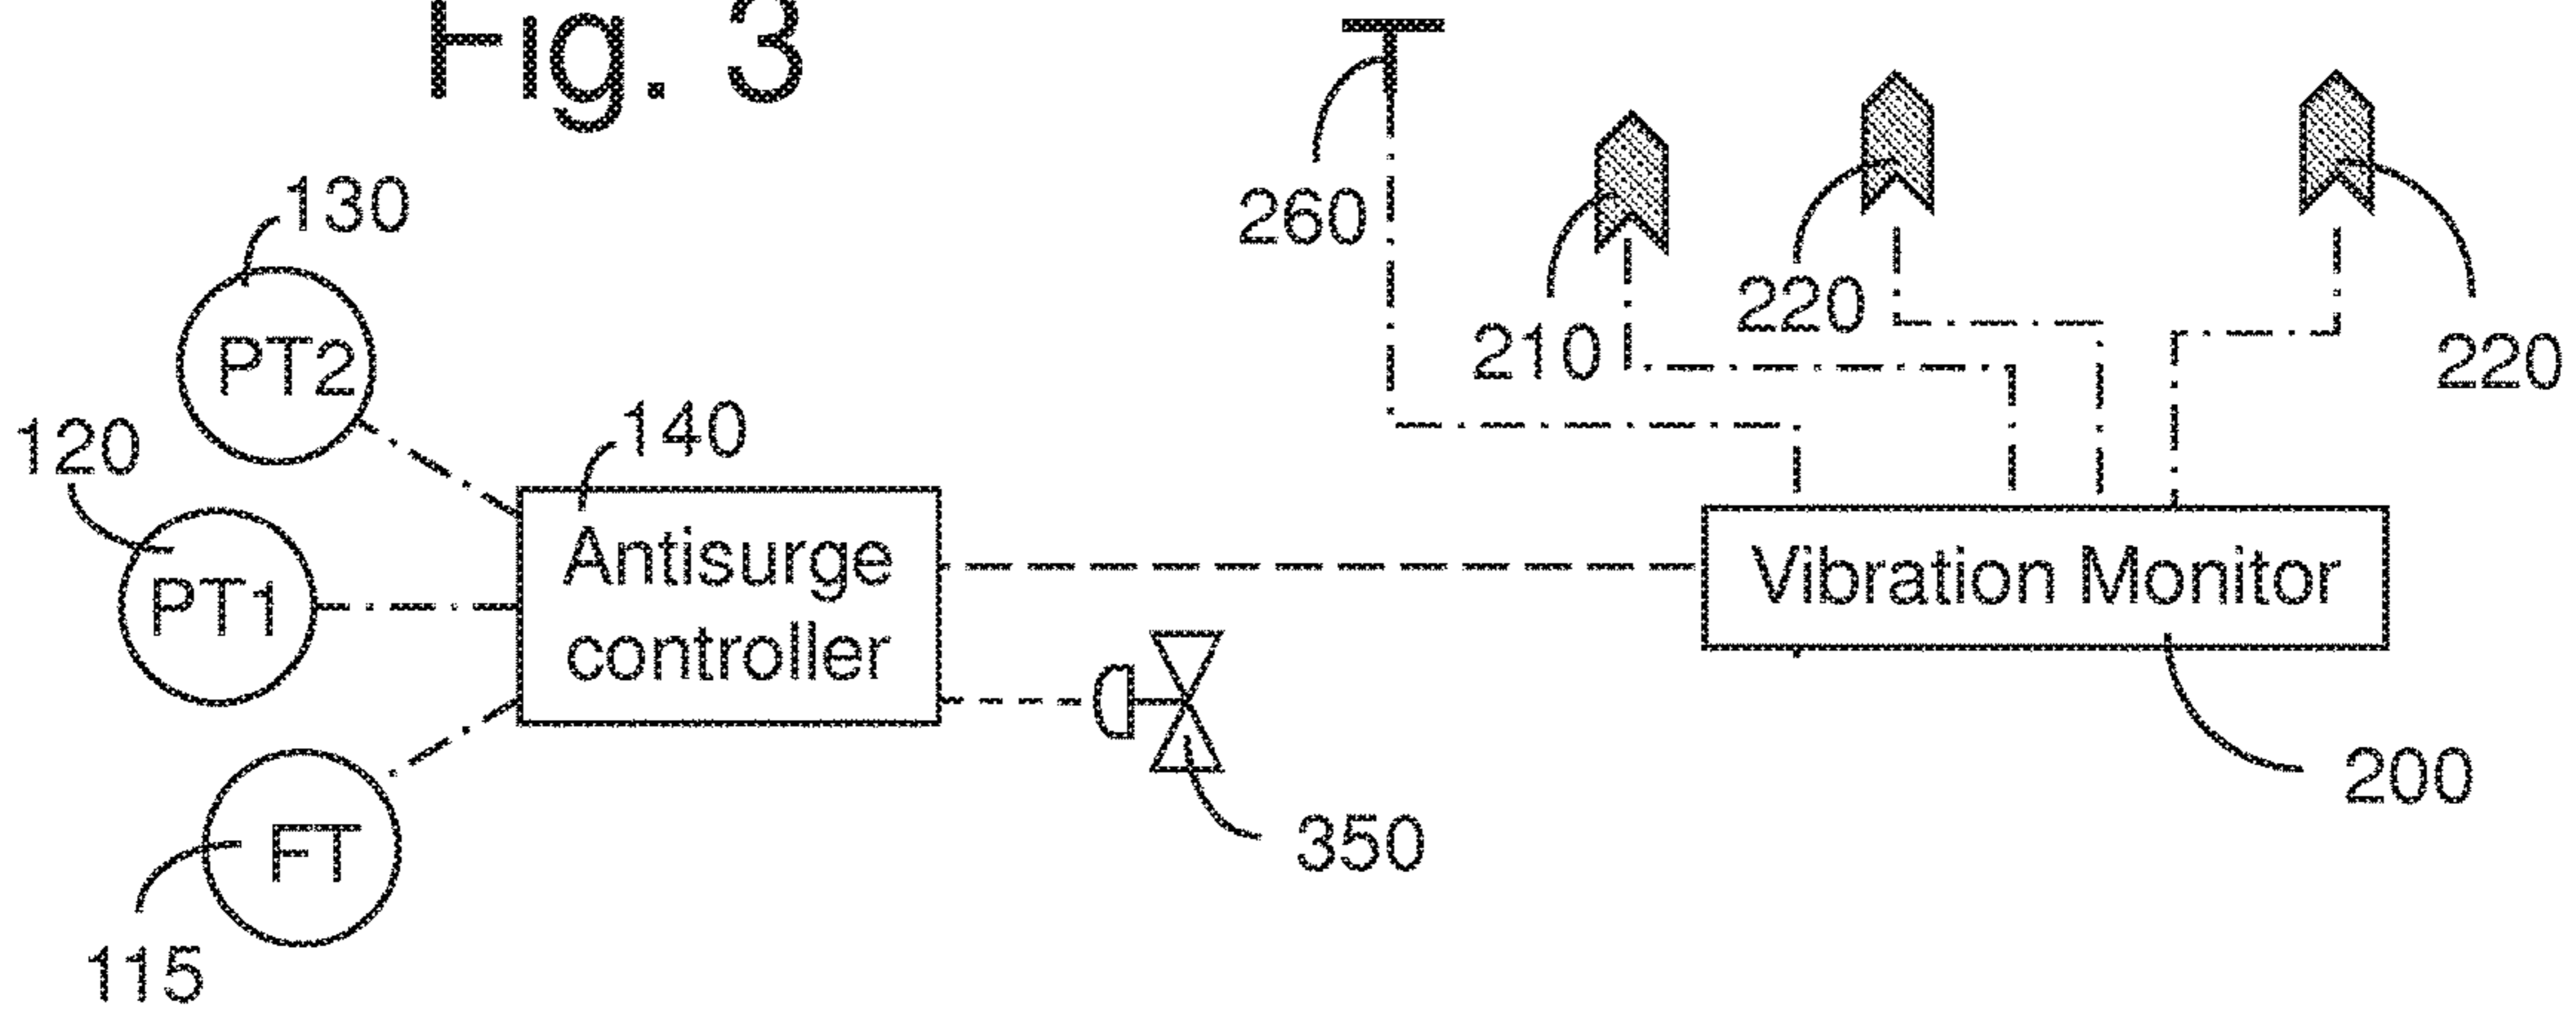 Fig. 3
260
210
220
220
130
PT2
120
PT1
140
Antisurge
controller
Vibration Monitor
200
350
FT
115